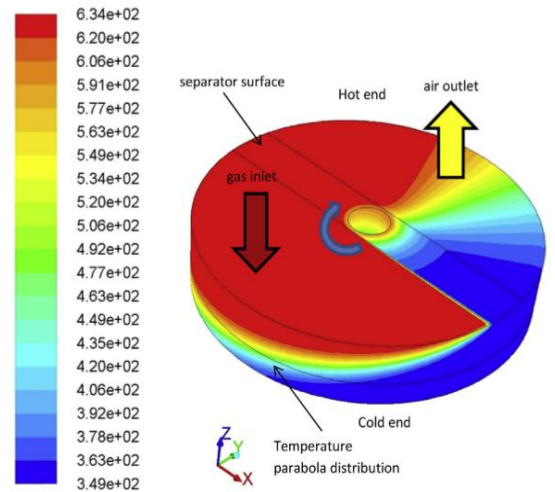 6.34e+02
6.20e+02
6.06e+02
5.91e+02
5.77e+02
5.63e+02
5.49e+02
5.34e+02
5.20e+02
5.06e+02
4.92e+02
4.77e+02
4.63e+02
4.49e+02
4.35e+02
4.20e+02
4.06e+02
3.92e+02
3.78e+02
3.63e+02
3.49e+02
separator surface
Hot end
air outlet
gas inlet
Cold end
Temperature
parabola distribution
Z
Y
X